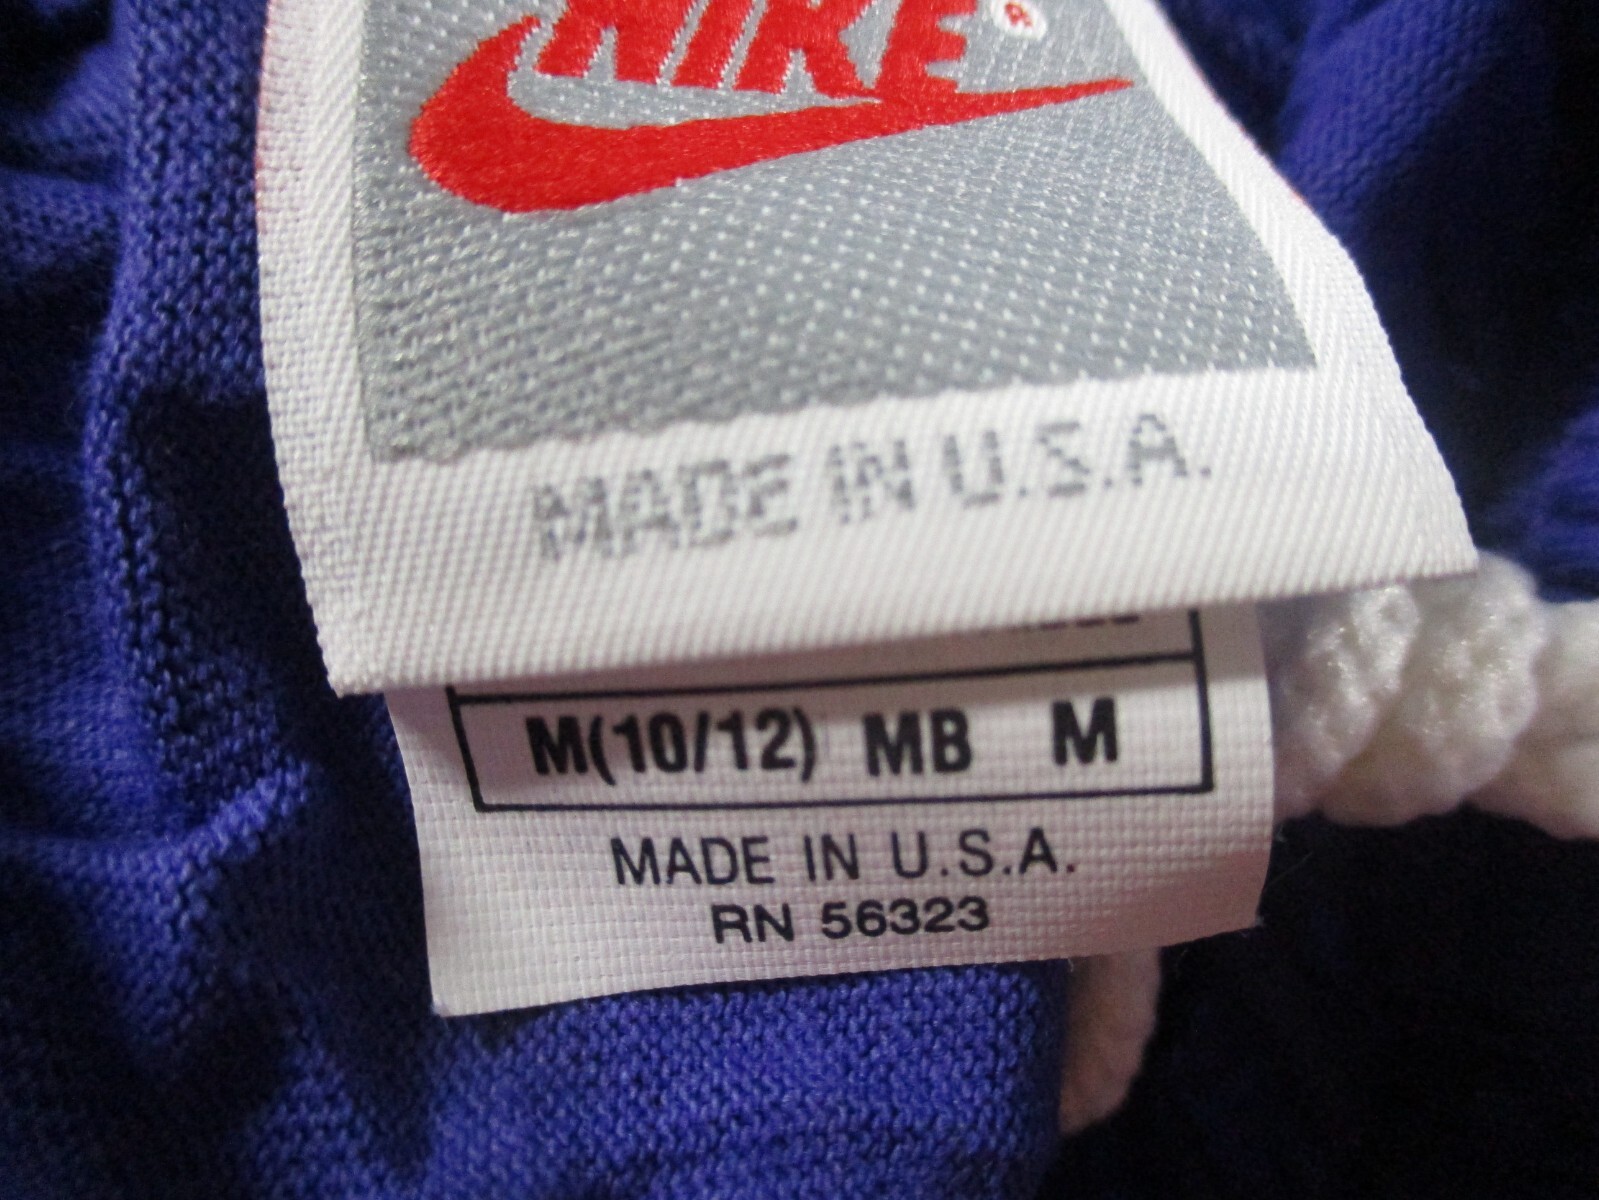 NIKE®
MADE IN U.S.A.
M(10/12) MB M
MADE IN U.S.A.
RN 56323